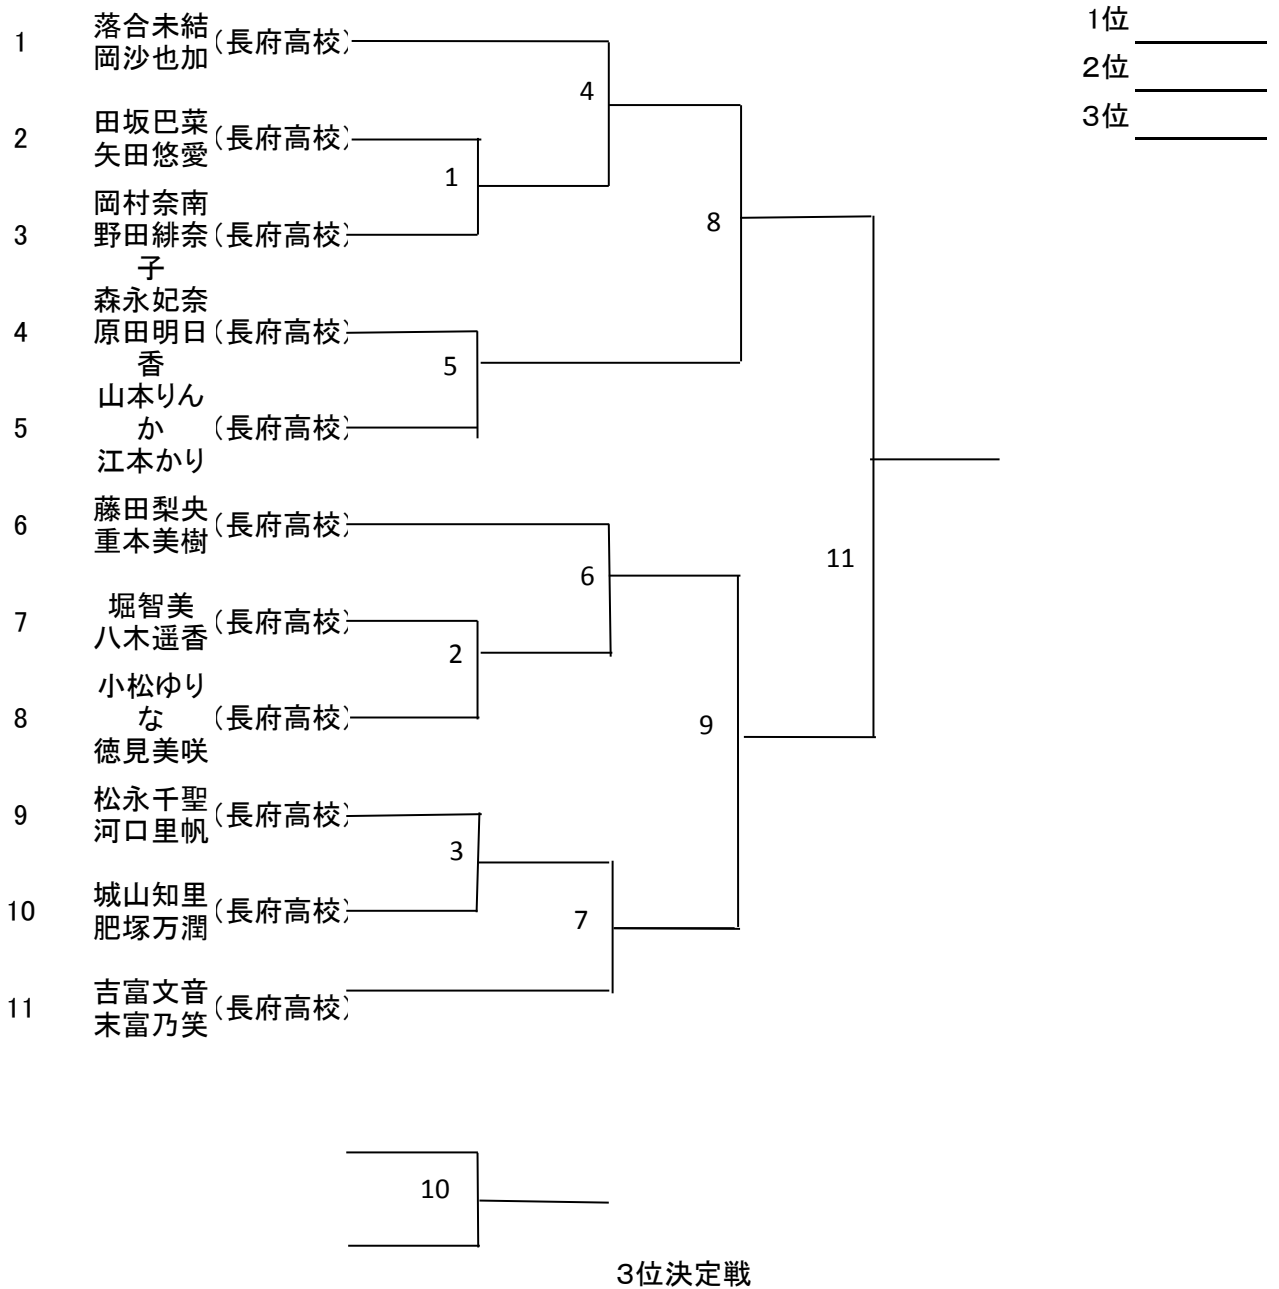 1位
2位
3位
1
落合未結
岡沙也加
(長府高校)
4
2
田坂巴菜
矢田悠愛
(長府高校)
1
岡村奈南
3
野田緋奈
子
(長府高校)
8
森永妃奈
4
原田明日
香
(長府高校)
5
山本りん
5
か
江本かり
(長府高校)
6
藤田梨央
重本美樹
(長府高校)
11
6
7
堀智美
八木遥香
(長府高校)
2
小松ゆり
8
な
徳見美咲
(長府高校)
9
9
松永千聖
河口里帆
(長府高校)
3
10
城山知里
肥塚万潤
(長府高校)
7
11
吉富文音
末富乃笑
(長府高校)
10
3位決定戦